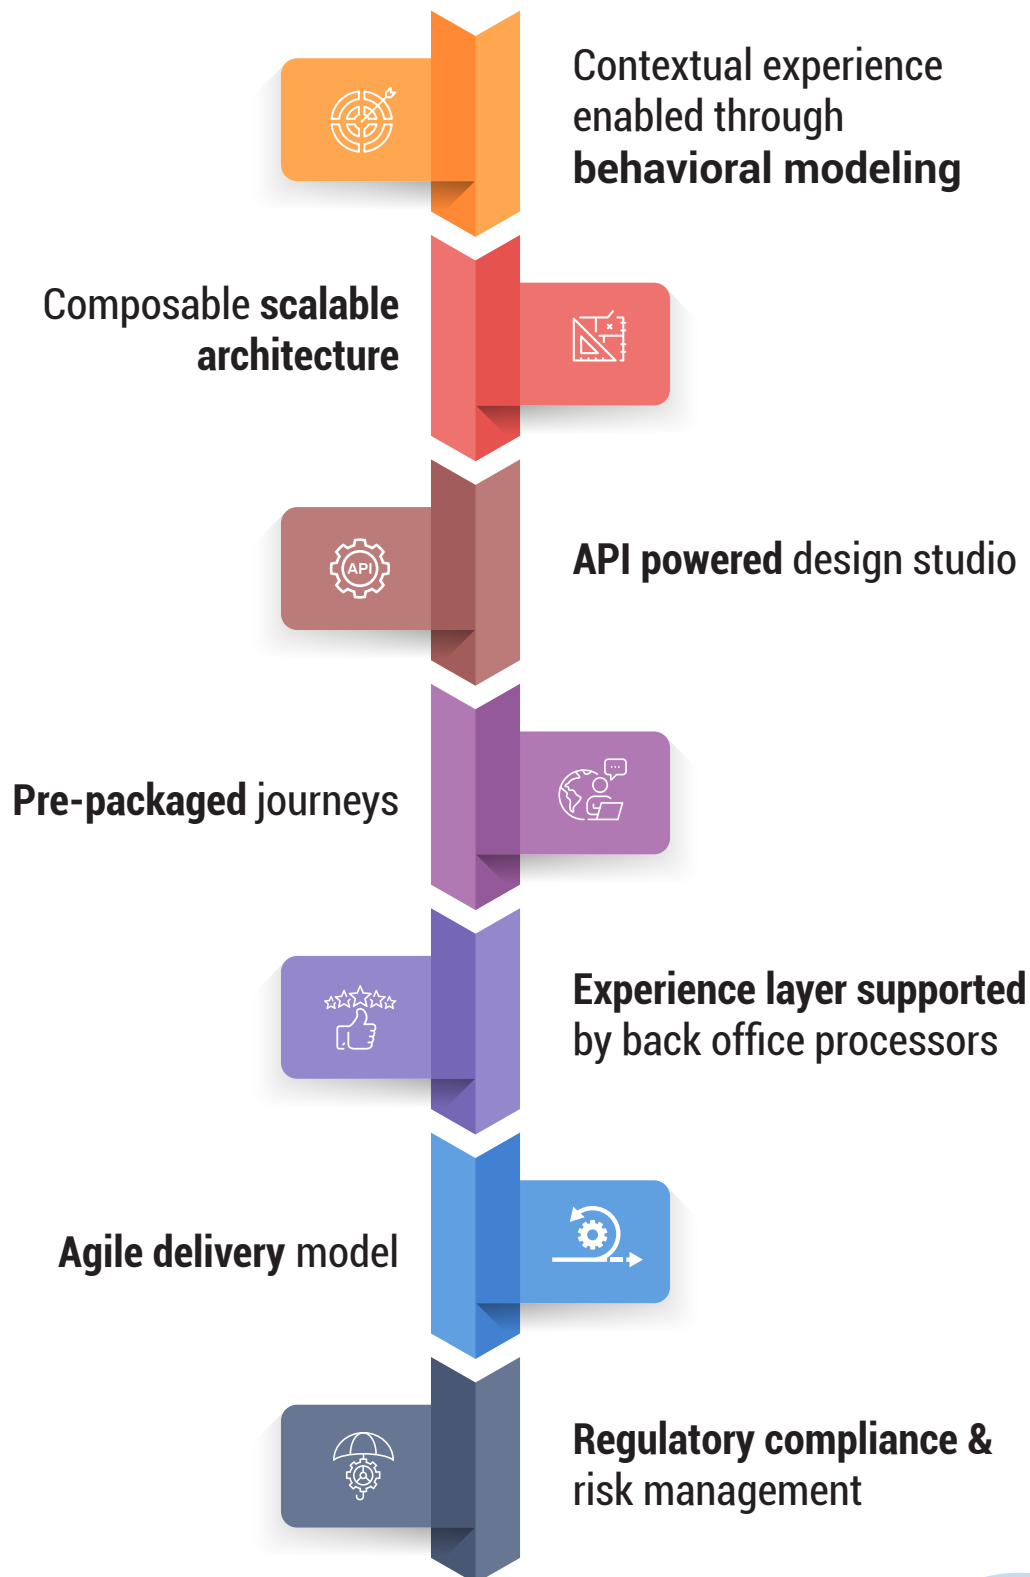 Contextual experience
enabled through
behavioral modeling
Composable scalable
architecture
API
API powered design studio
Pre-packaged journeys
Experience layer supported
by back office processors
Agile delivery model
Regulatory compliance &
risk management